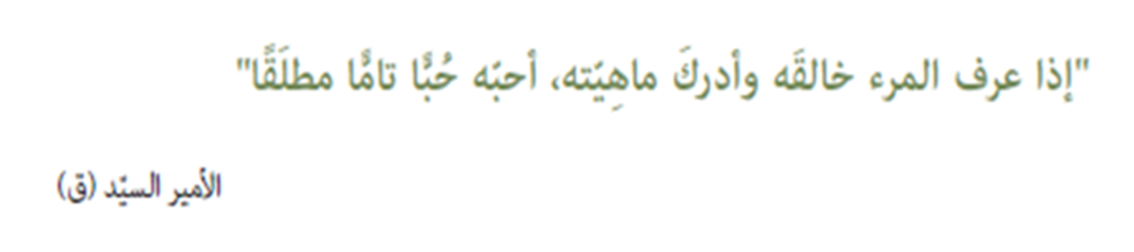 "إذا عرف المرء خالقَه وأدركَ ماهِيّته، أحبّه حُبًّا تامًّا مطلَقًّا"
الأمير السيّد (ق)